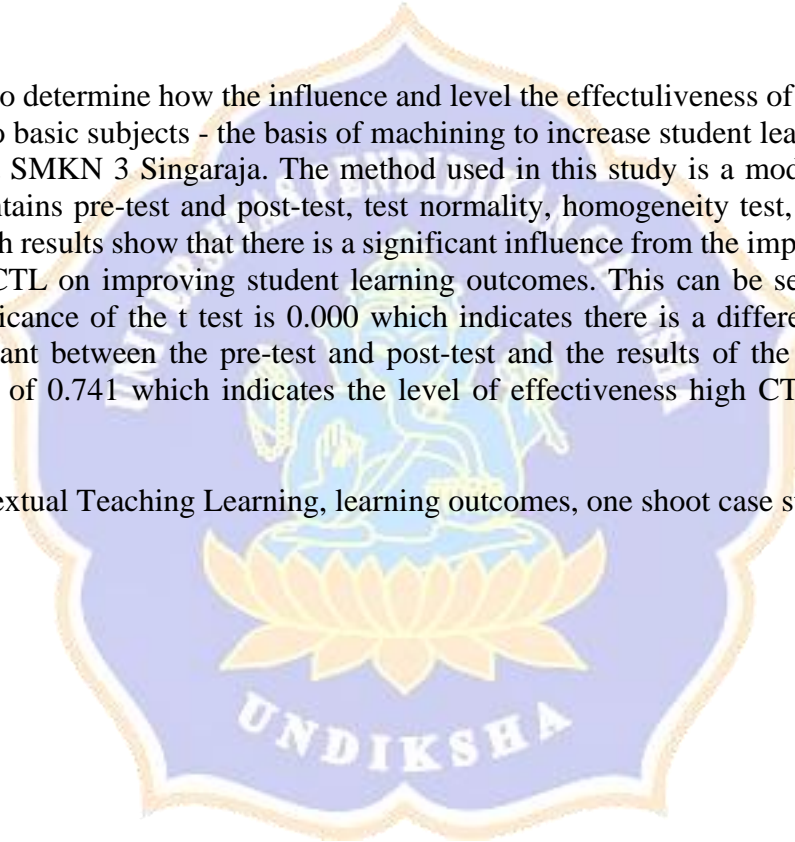 o determine how the influence and level the effectuliveness of
o basic subjects - the basis of machining to increase student lea
SMKN 3 Singaraja. The method used in this study is a mod
ntains pre-test and post-test, test normality, homogeneity test,
h results show that there is a significant influence from the imp
CTL on improving student learning outcomes. This can be se
icance of the t test is 0.000 which indicates there is a differe
ant between the pre-test and post-test and the results of the
of 0.741 which indicates the level of effectiveness high CT
extual Teaching Learning, learning outcomes, one shoot case s
UNIVERSITAS PENDIDIKAN GANESHA
UNDIKSHA